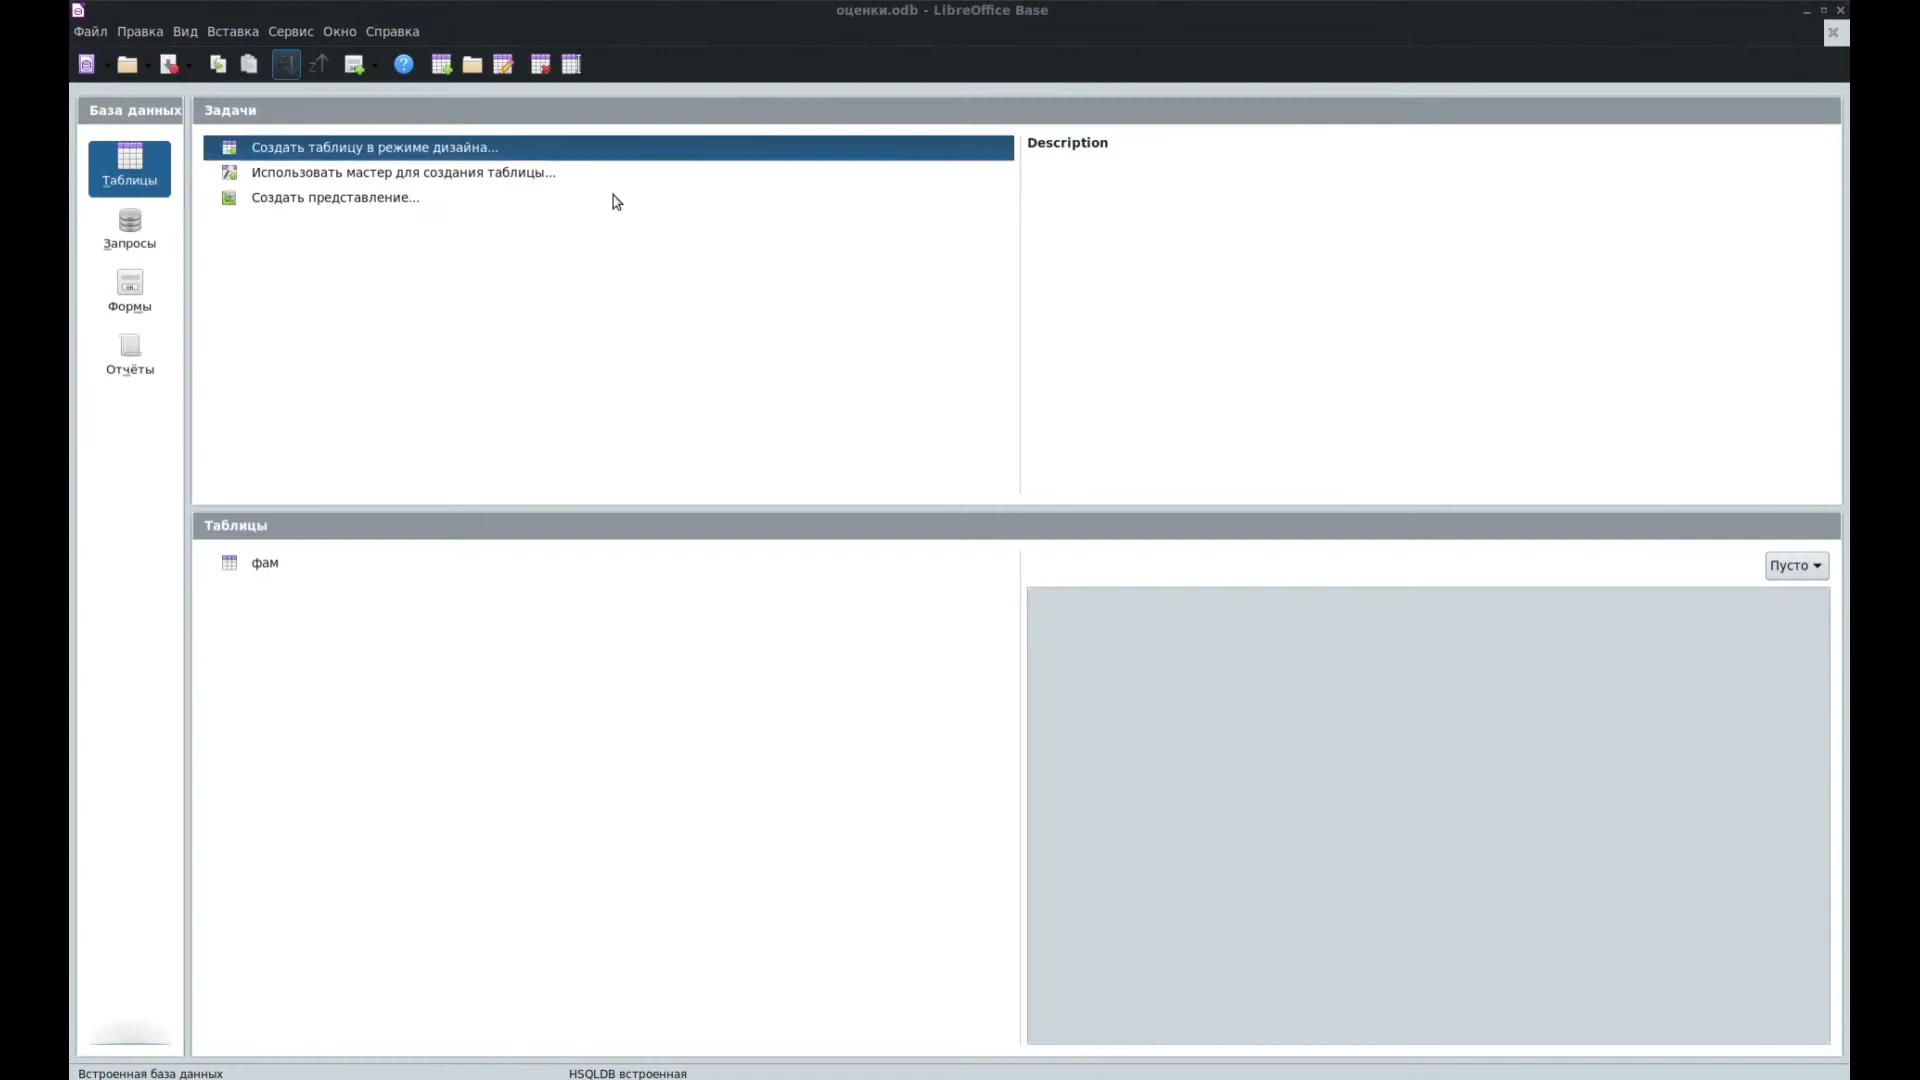 оценки.odb - LibreOffice Base
Файл Правка Вид Вставка Сервис Окно Справка
База данных
Задачи
Таблицы
Запросы
Формы
Отчёты
Создать таблицу в режиме дизайна...
Использовать мастер для создания таблицы...
Создать представление...
Description
Таблицы
фам
Пусто
Встроенная база данных
HSQLDB встроенная